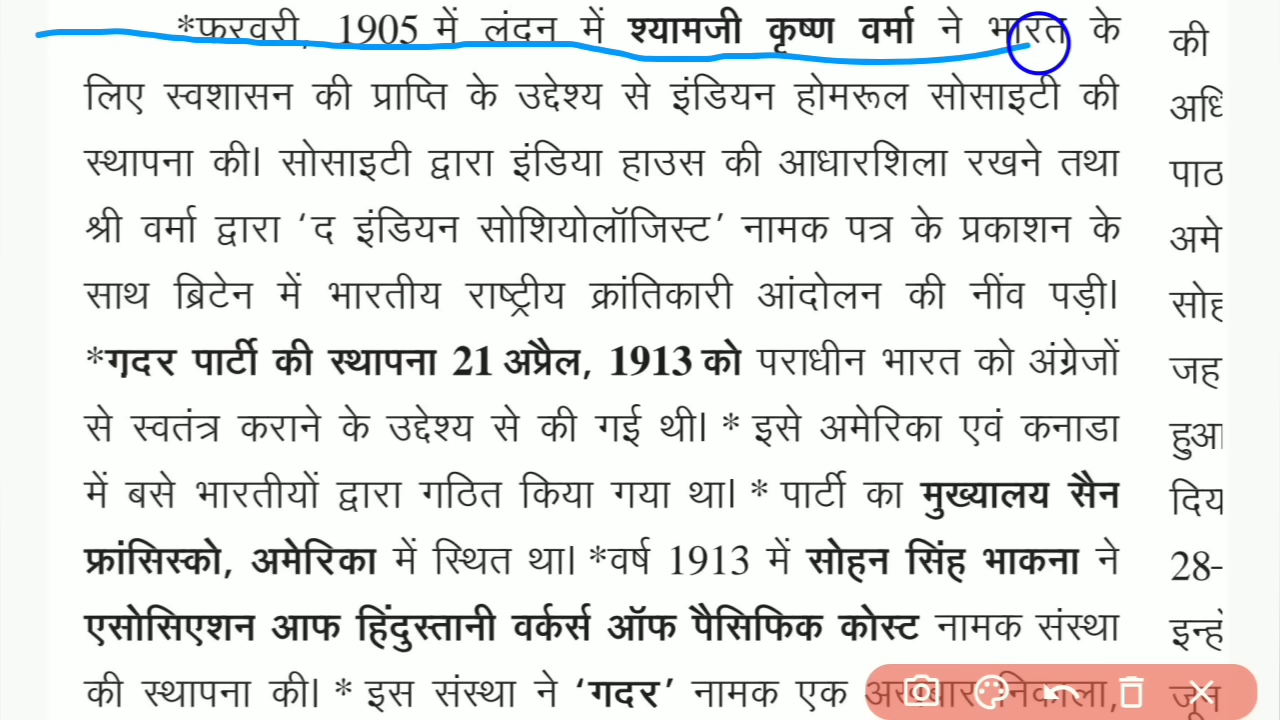 *फरवरी, 1905 में लंदन में श्यामजी कृष्ण वर्मा ने भारत के
लिए स्वशासन की प्राप्ति के उद्देश्य से इंडियन होमरूल सोसाइटी की
स्थापना की। सोसाइटी द्वारा इंडिया हाउस की आधारशिला रखने तथा
श्री वर्मा द्वारा ‘द इंडियन सोशियोलॉजिस्ट’ नामक पत्र के प्रकाशन के
साथ ब्रिटेन में भारतीय राष्ट्रीय क्रांतिकारी आंदोलन की नींव पड़ी।
*गदर पार्टी की स्थापना 21 अप्रैल, 1913 को पराधीन भारत को अंग्रेजों
से स्वतंत्र कराने के उद्देश्य से की गई थी। * इसे अमेरिका एवं कनाडा
में बसे भारतीयों द्वारा गठित किया गया था। * पार्टी का मुख्यालय सैन
फ्रांसिस्को, अमेरिका में स्थित था। *वर्ष 1913 में सोहन सिंह भाकना ने
एसोसिएशन आफ हिंदुस्तानी वर्कर्स ऑफ पैसिफिक कोस्ट नामक संस्था
की स्थापना की। * इस संस्था ने ‘गदर’ नामक एक अखबार निकाला,
की
पाठ
अमे
जह
हुआ
दिय
28-
जून